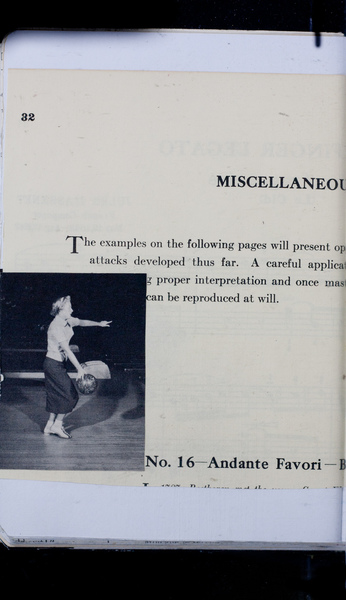 32
MISCELLANEOU
The examples on the following pages will present op
attacks developed thus far. A careful applicat
g proper interpretation and once mas
can be reproduced at will.
No. 16—Andante Favori—B